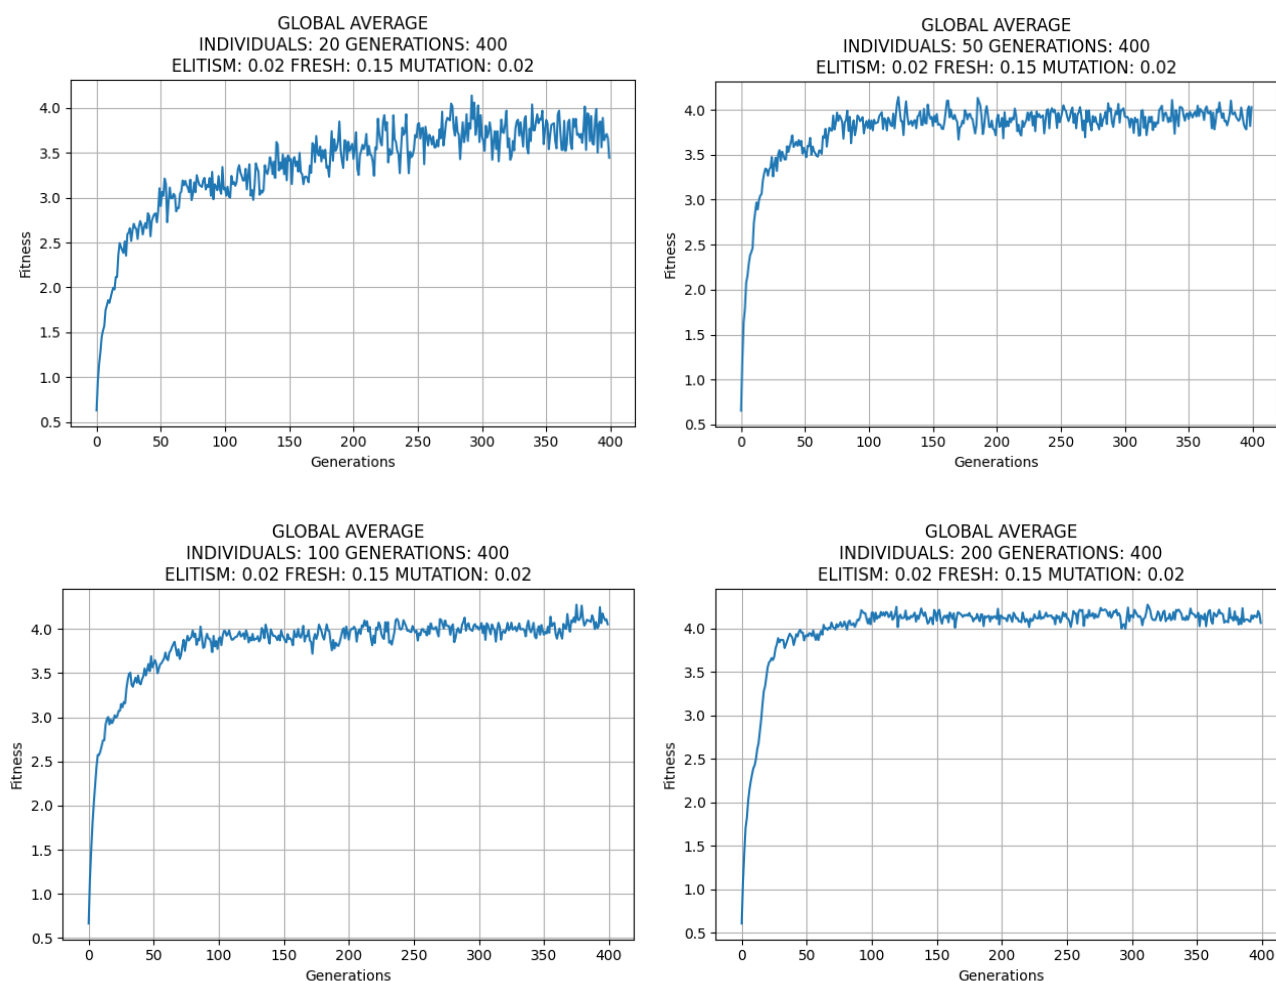 GLOBAL AVERAGE
INDIVIDUALS: 20 GENERATIONS: 400
ELITISM: 0.02 FRESH: 0.15 MUTATION: 0.02
4.0
3.5
3.0
2.5
2.0
1.5
1.0
0.5
Fitness
0 50 100 150 200 250 300 350 400
Generations
GLOBAL AVERAGE
INDIVIDUALS: 50 GENERATIONS: 400
ELITISM: 0.02 FRESH: 0.15 MUTATION: 0.02
4.0
3.5
3.0
2.5
2.0
1.5
1.0
0.5
Fitness
0 50 100 150 200 250 300 350 400
Generations
GLOBAL AVERAGE
INDIVIDUALS: 100 GENERATIONS: 400
ELITISM: 0.02 FRESH: 0.15 MUTATION: 0.02
4.0
3.5
3.0
2.5
2.0
1.5
1.0
0.5
Fitness
0 50 100 150 200 250 300 350 400
Generations
GLOBAL AVERAGE
INDIVIDUALS: 200 GENERATIONS: 400
ELITISM: 0.02 FRESH: 0.15 MUTATION: 0.02
4.0
3.5
3.0
2.5
2.0
1.5
1.0
0.5
Fitness
0 50 100 150 200 250 300 350 400
Generations